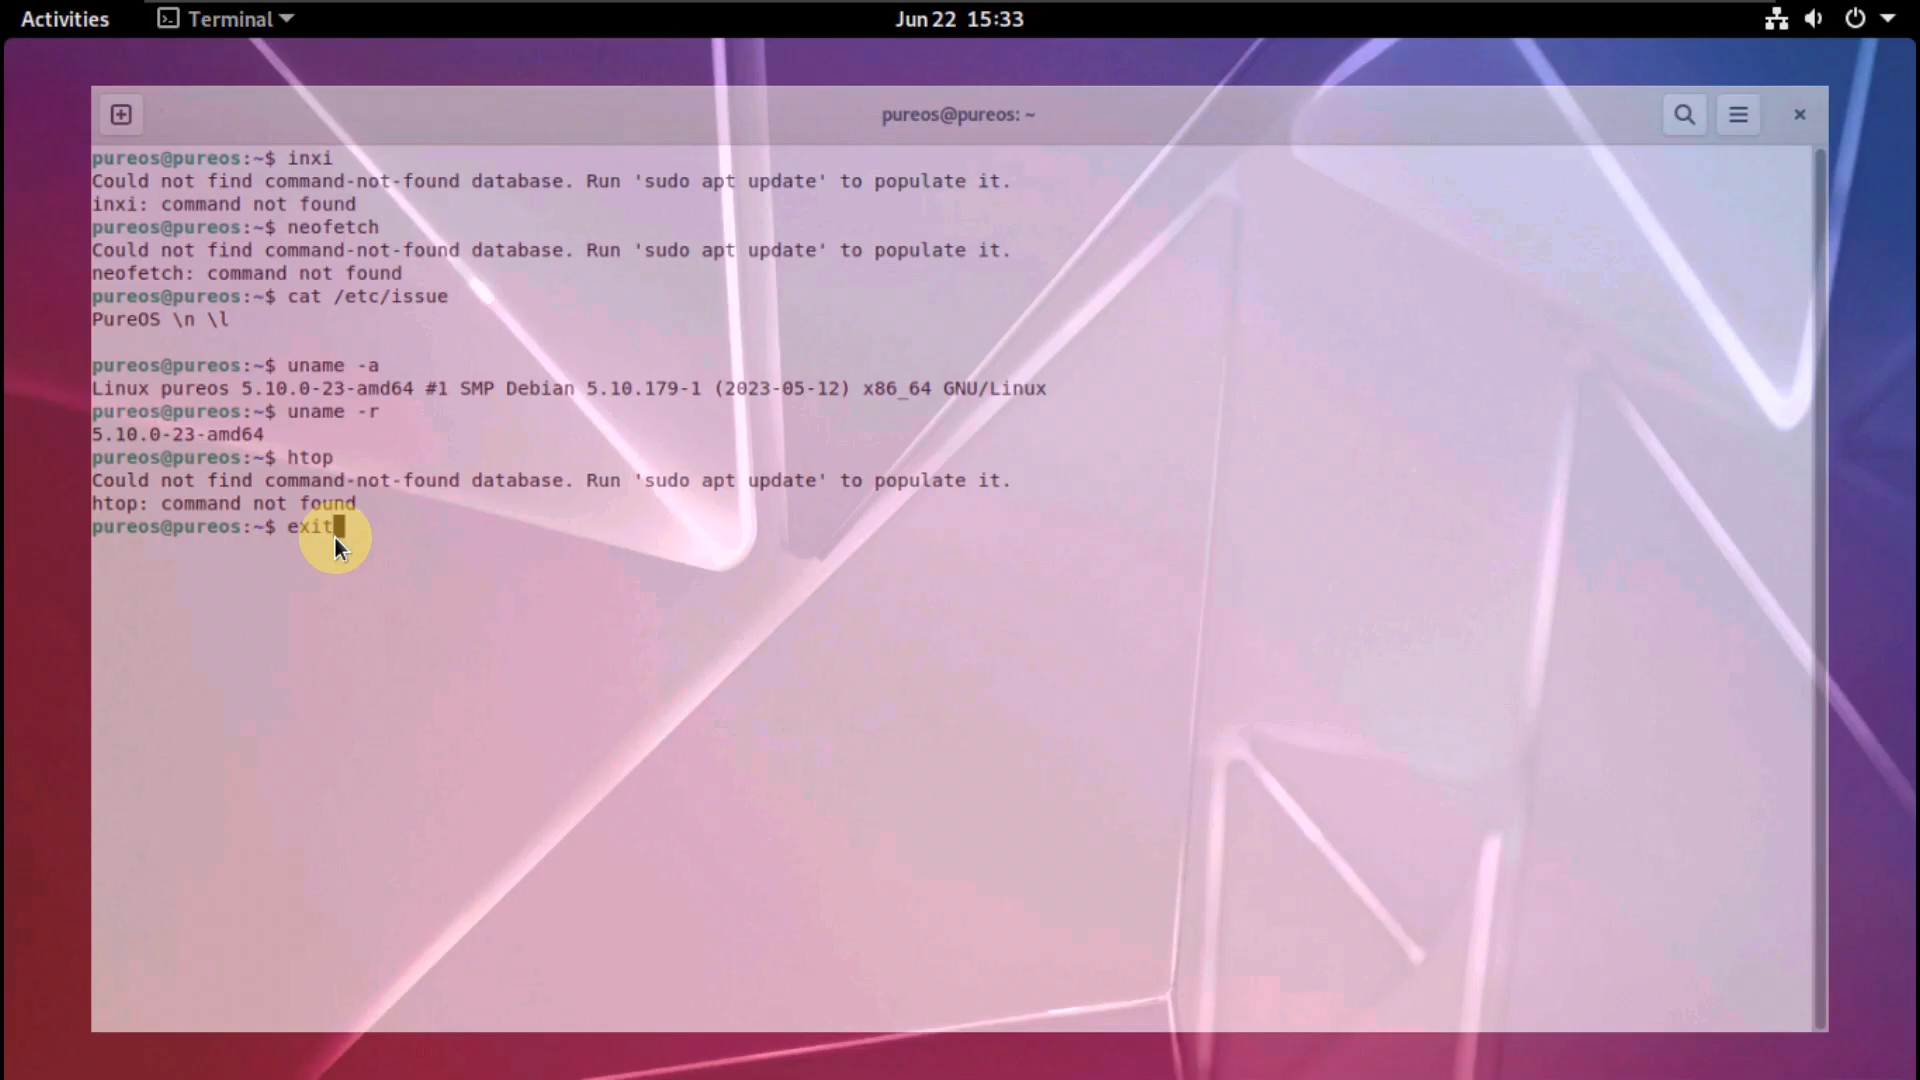 Activities
Terminal
Jun 22 15:33
pureos@pureos: ~
pureos@pureos:~$ inxi
Could not find command-not-found database. Run 'sudo apt update' to populate it.
inxi: command not found
pureos@pureos:~$ neofetch
Could not find command-not-found database. Run 'sudo apt update' to populate it.
neofetch: command not found
pureos@pureos:~$ cat /etc/issue
PureOS \n \l
pureos@pureos:~$ uname -a
Linux pureos 5.10.0-23-amd64 #1 SMP Debian 5.10.179-1 (2023-05-12) x86_64 GNU/Linux
pureos@pureos:~$ uname -r
5.10.0-23-amd64
pureos@pureos:~$ htop
Could not find command-not-found database. Run 'sudo apt update' to populate it.
htop: command not found
pureos@pureos:~$ exit